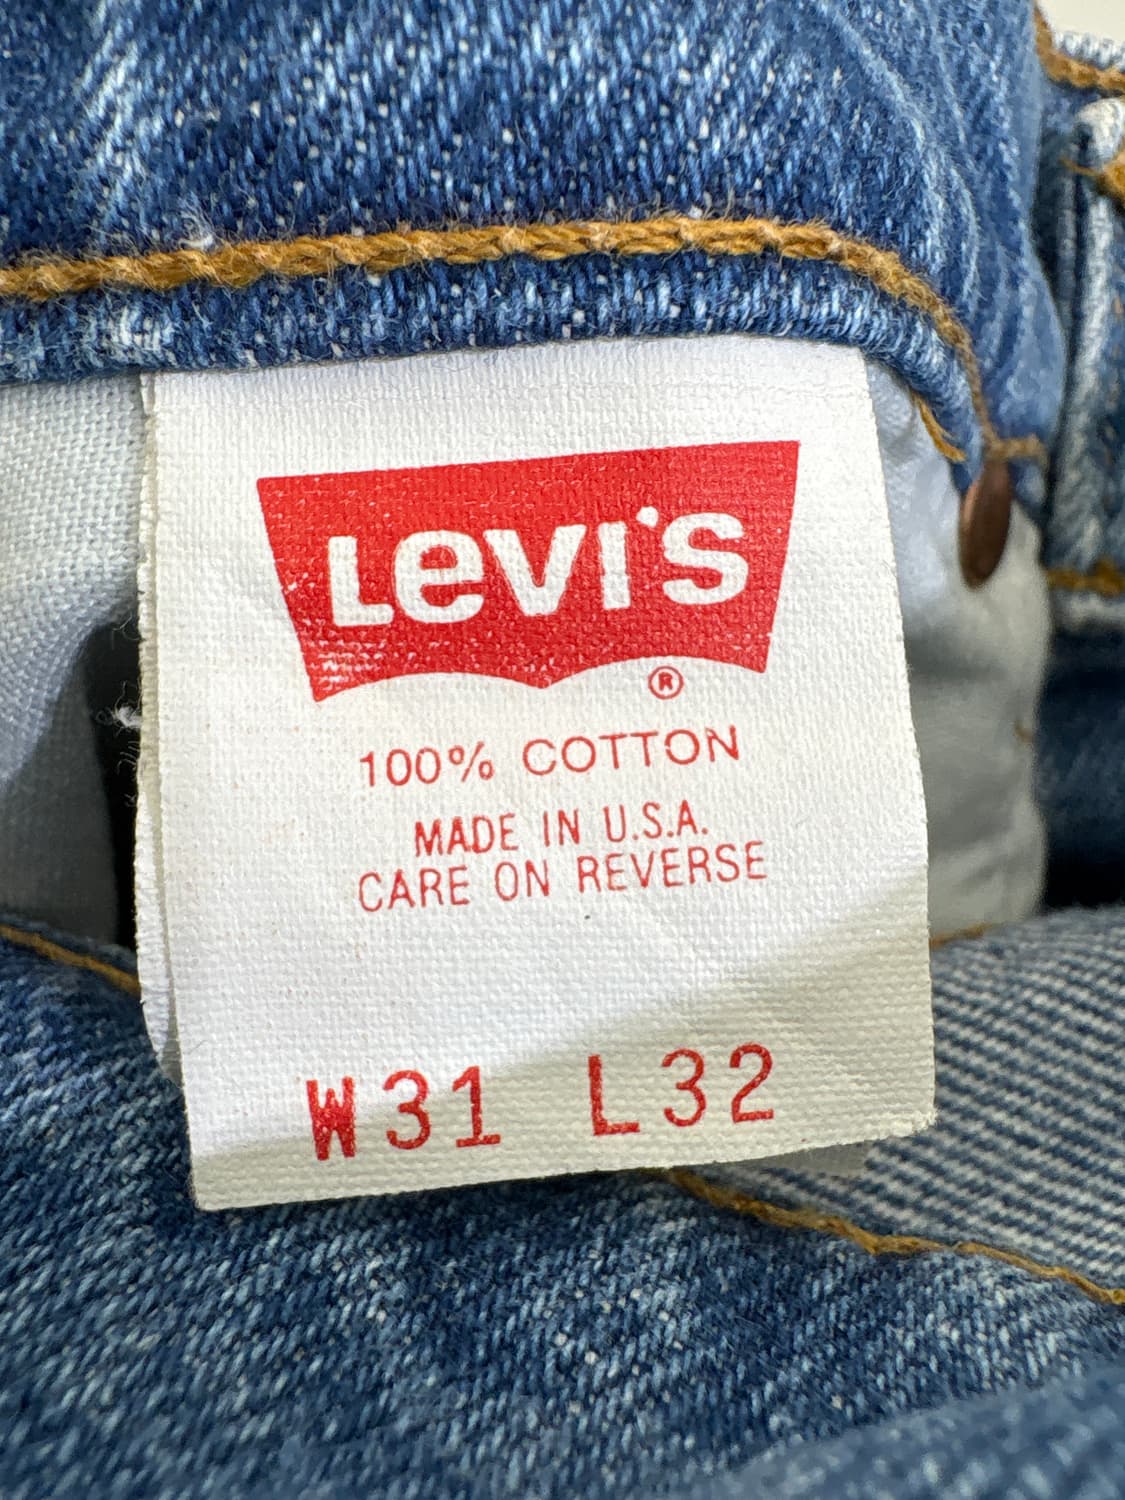 Levi's
®
100% COTTON
MADE IN U.S.A.
CARE ON REVERSE
W31 L32